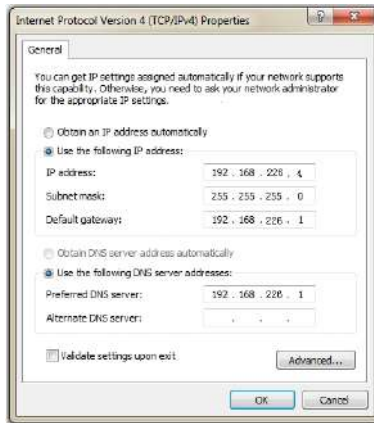 Internet Protocol Version 4 (TCP/IPv4) Properties
General
You can get IP settings assigned automatically if your network supports
this capability. Otherwise, you need to ask your network administrator
for the appropriate IP settings.
Obtain an IP address automatically
Use the following IP address:
IP address: 192 . 168 . 226 . 4
Subnet mask: 255 . 255 . 255 . 0
Default gateway: 192 . 168 . 226 . 1
Obtain DNS server address automatically
Use the following DNS server addresses:
Preferred DNS server: 192 . 168 . 226 . 1
Alternate DNS server: . . .
Validate settings upon exit
Advanced...
OK Cancel